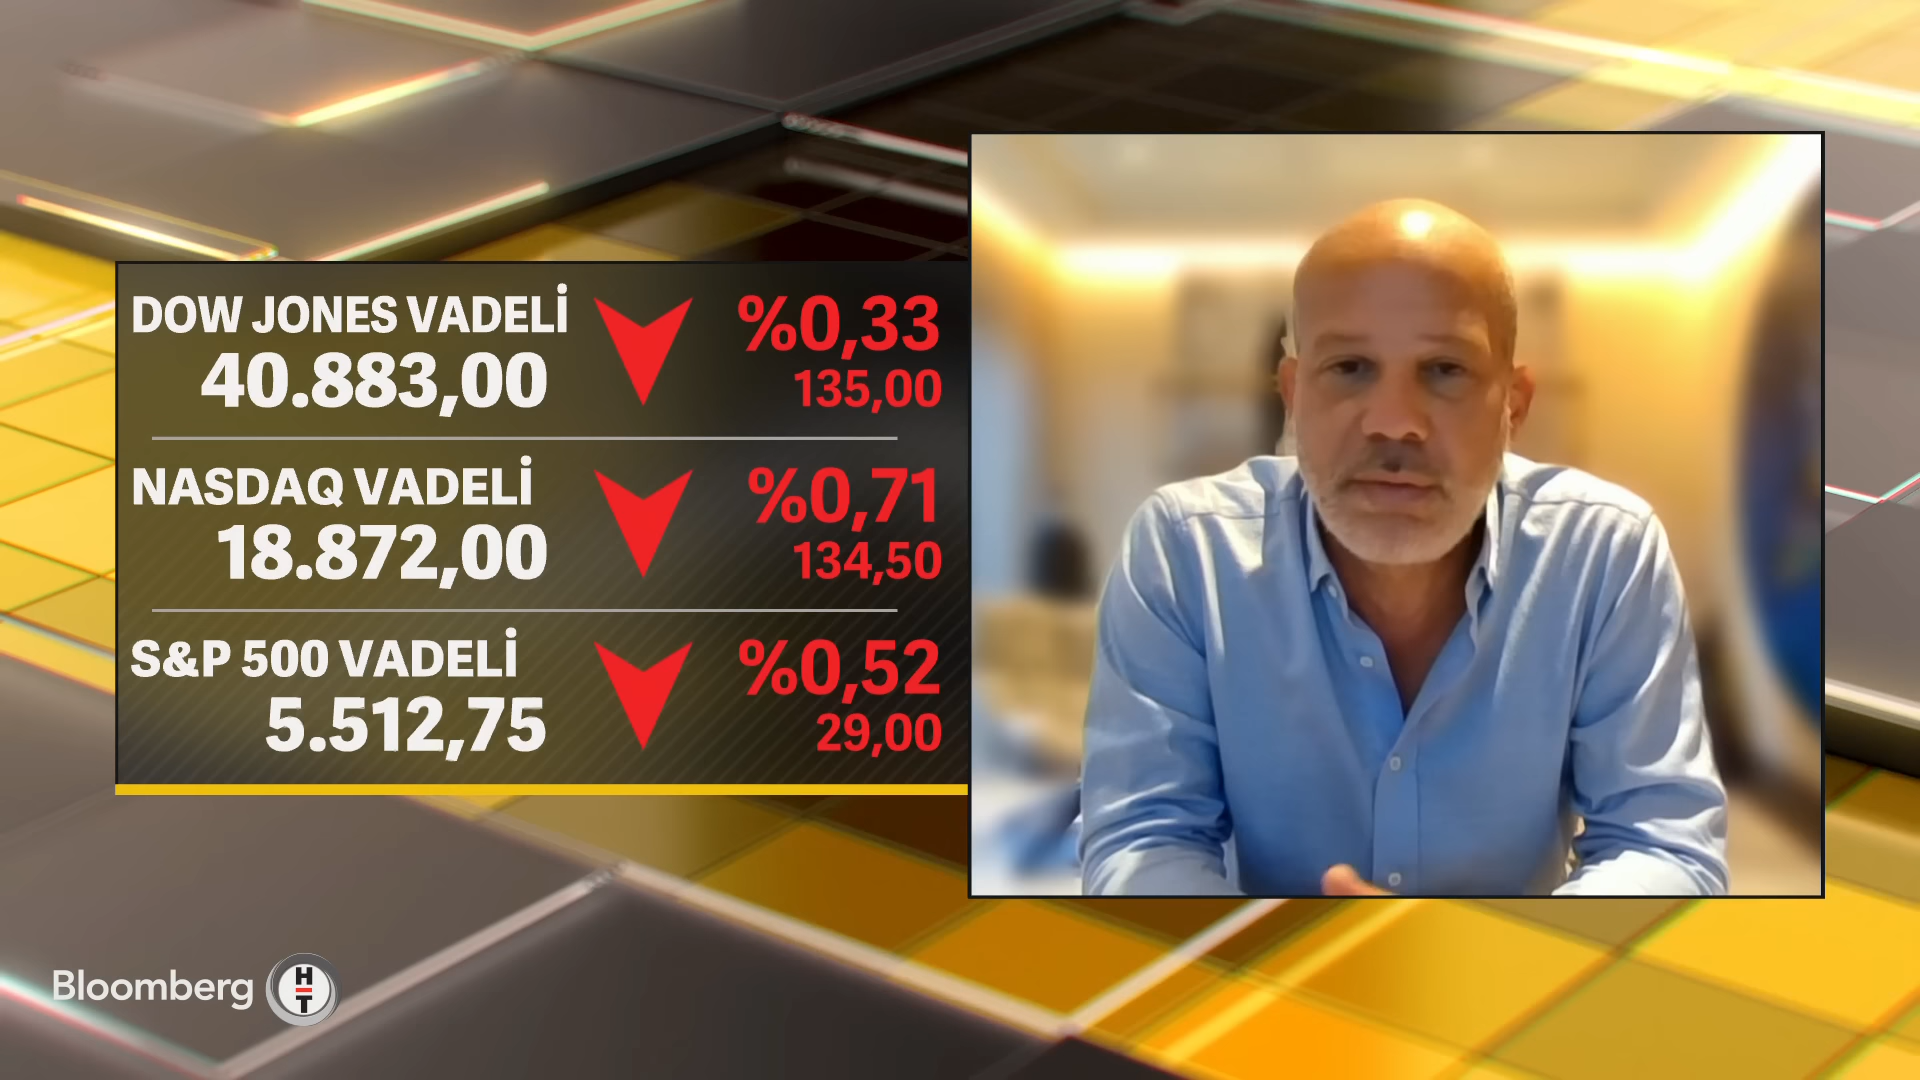 DOW JONES VADELİ
40.883,00
%0,33
135,00
NASDAQ VADELİ
18.872,00
%0,71
134,50
S&P 500 VADELİ
5.512,75
%0,52
29,00
Bloomberg HT